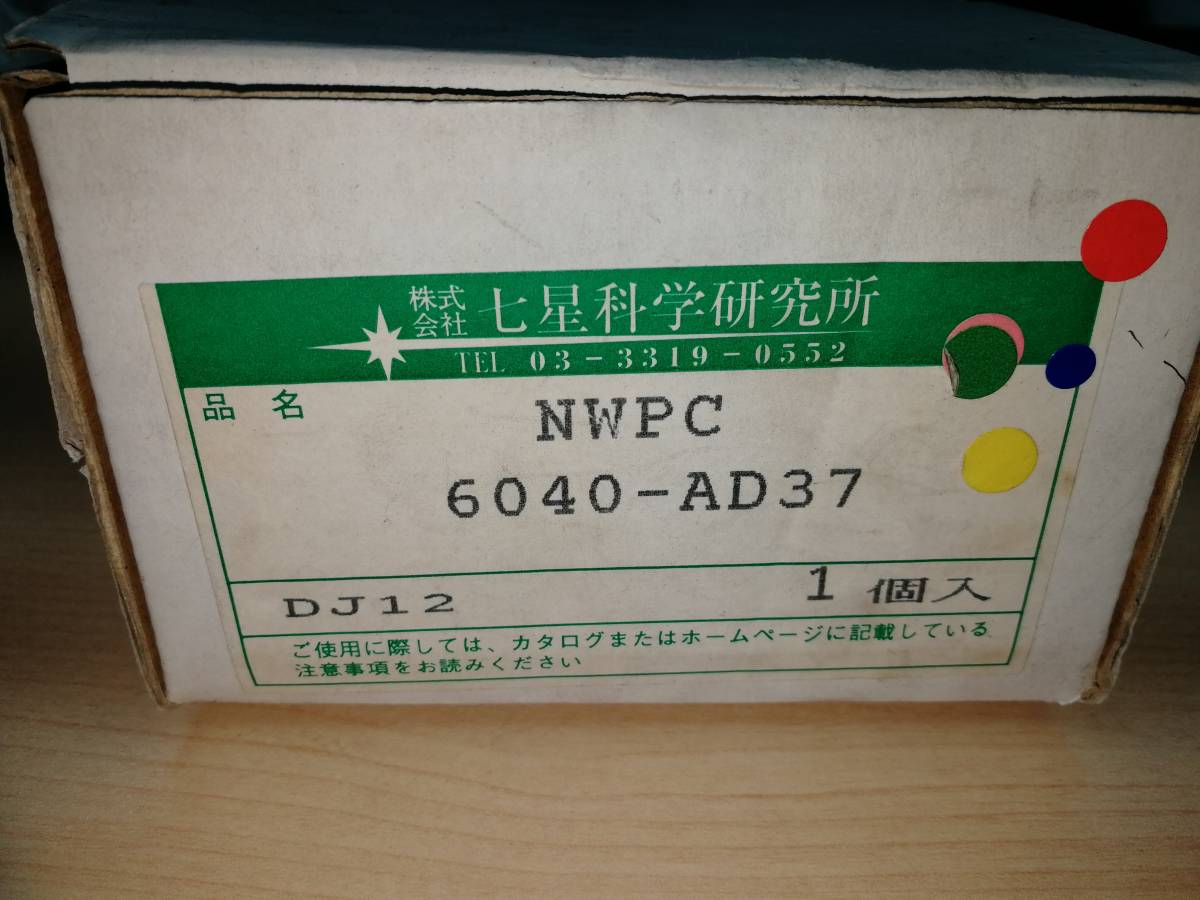 株式会社 七星科学研究所
TEL 03-3319-0552
品名
NWPC
6040-AD37
DJ12 1個入
ご使用に際しては、カタログまたはホームページに記載している
注意事項をお読みください